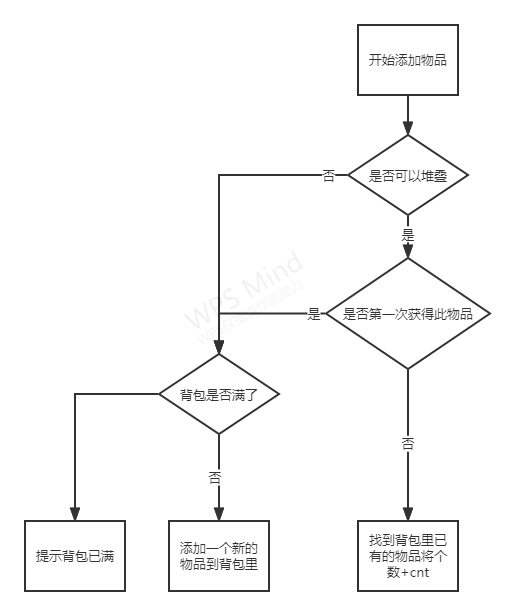 开始添加物品
是否可以堆叠
否
是
是否第一次获得此物品
是
WPS Mind
背包是否满了
否
否
提示背包已满
添加一个新的
物品到背包里
找到背包里已
有的物品将个
数+cnt